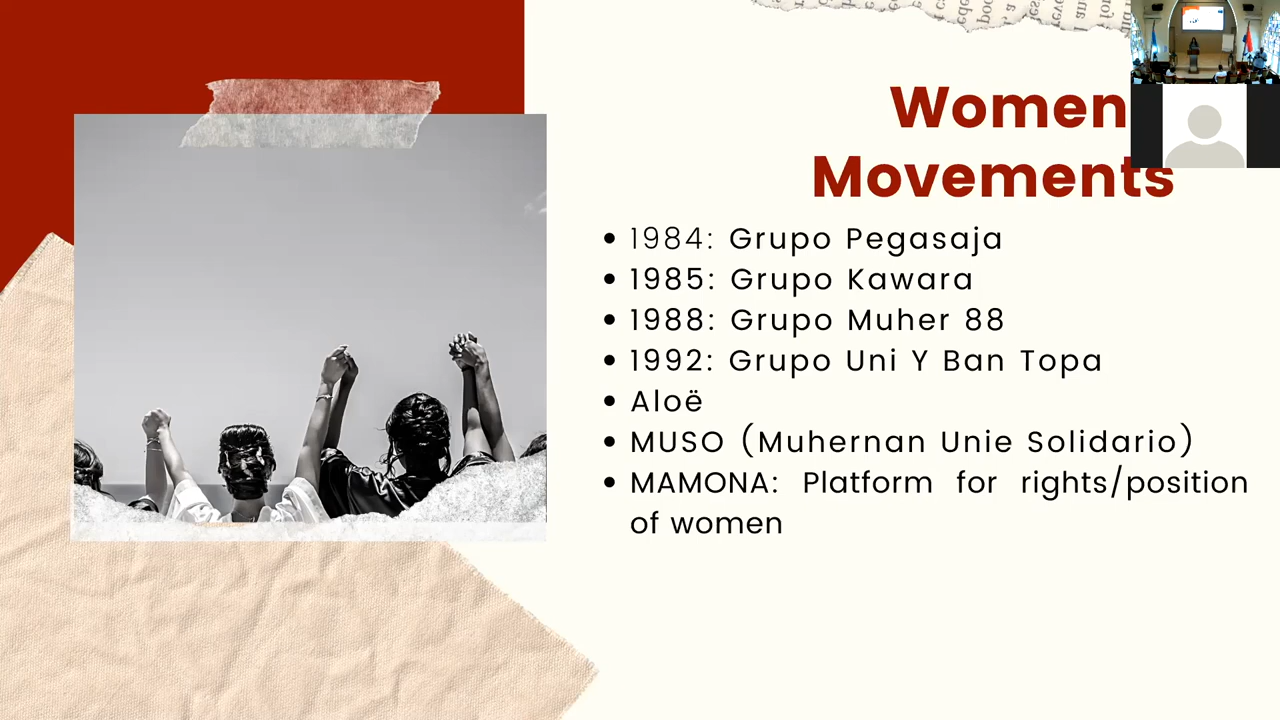 Women
Movements
• 1984: Grupo Pegasaja
• 1985: Grupo Kawara
• 1988: Grupo Muher 88
• 1992: Grupo Uni Y Ban Topa
• Aloë
• MUSO (Muhernan Unie Solidario)
• MAMONA: Platform for rights/position
of women